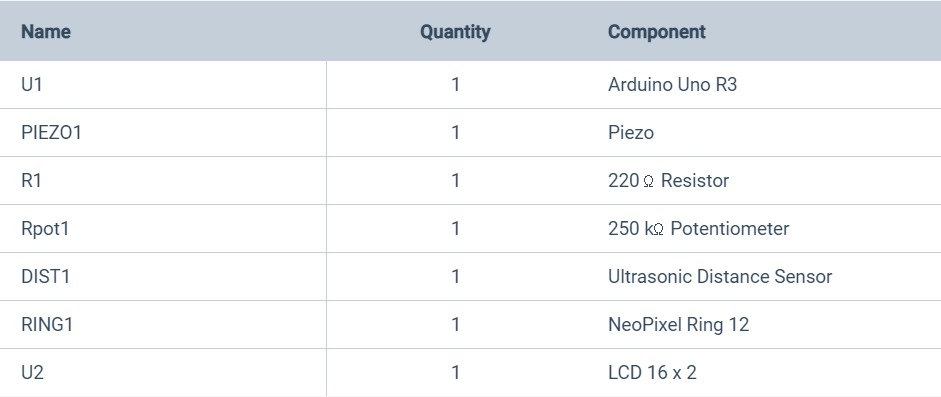 Name Quantity Component
U1 1 Arduino Uno R3
PIEZO1 1 Piezo
R1 1 220 Ω Resistor
Rpot1 1 250 kΩ Potentiometer
DIST1 1 Ultrasonic Distance Sensor
RING1 1 NeoPixel Ring 12
U2 1 LCD 16 x 2